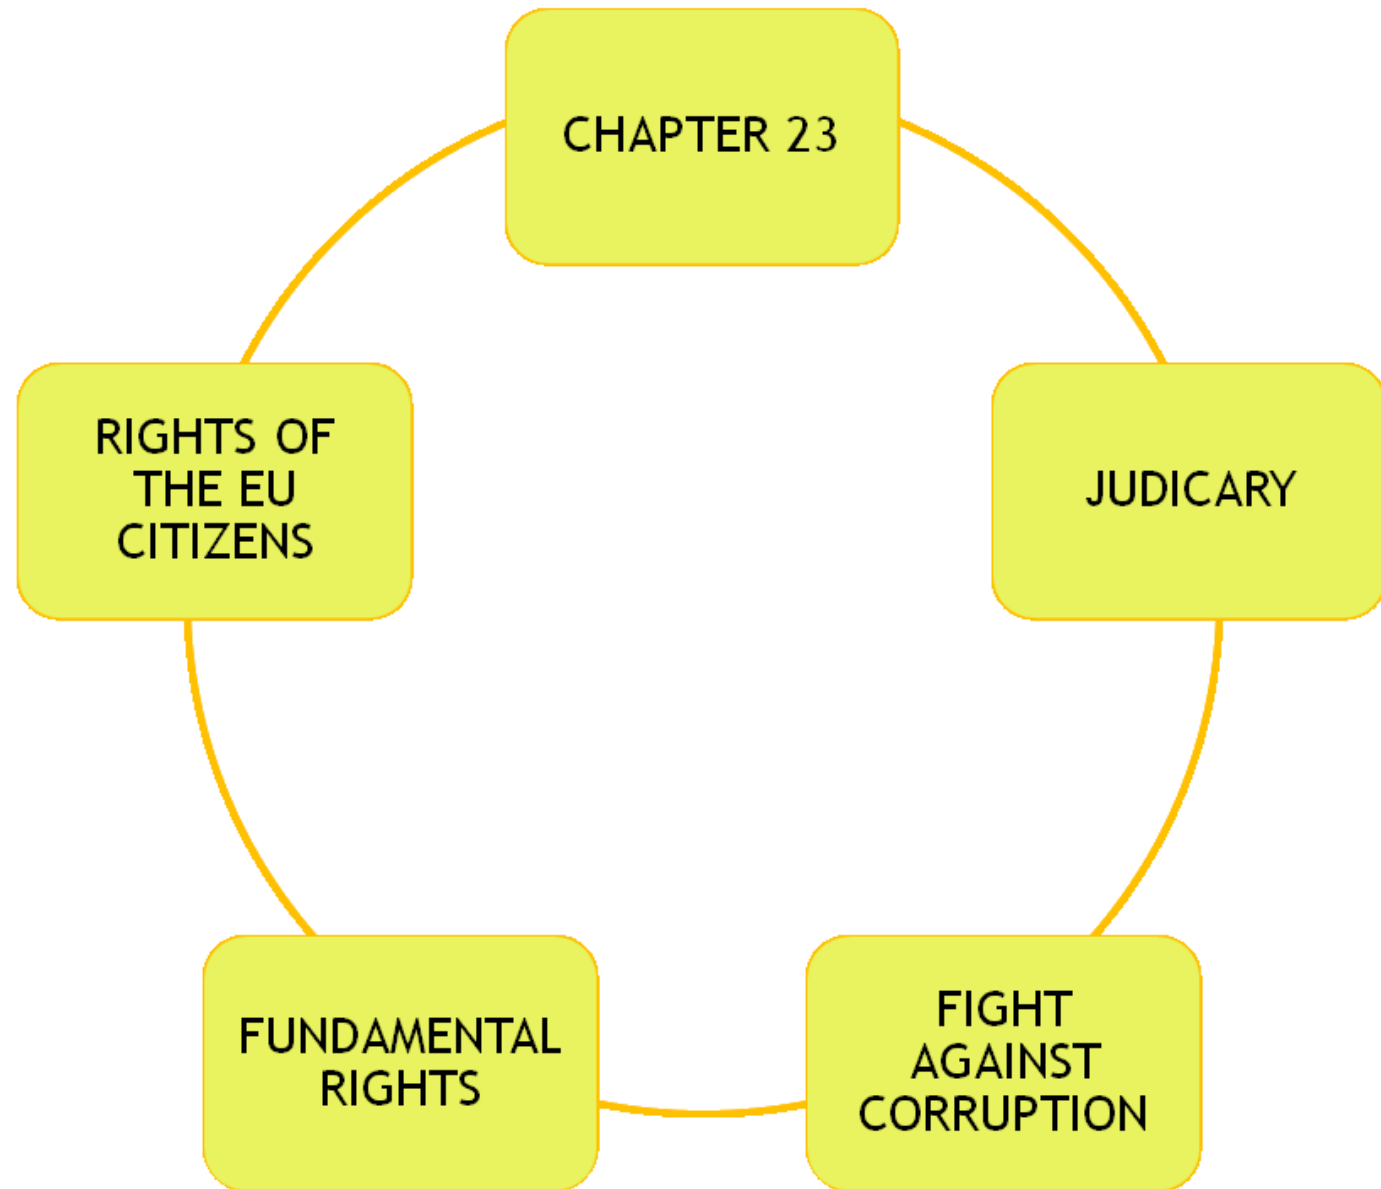 CHAPTER 23
JUDICARY
FIGHT
AGAINST
CORRUPTION
FUNDAMENTAL
RIGHTS
RIGHTS OF
THE EU
CITIZENS